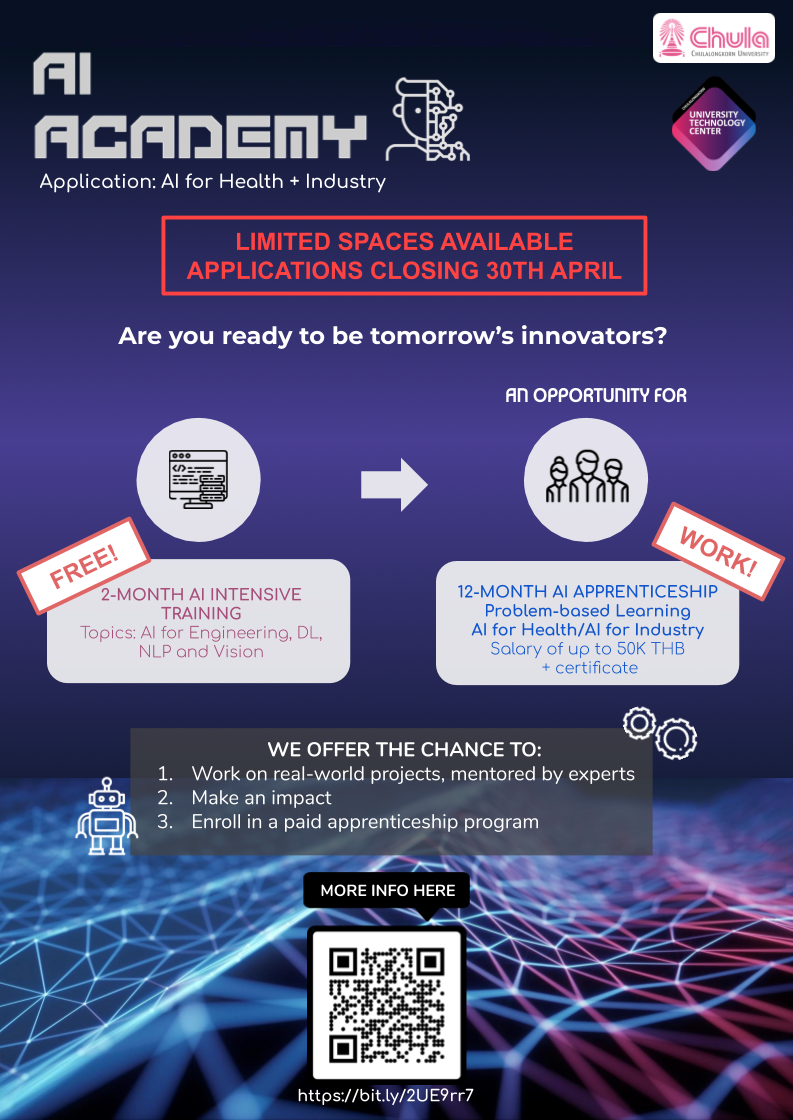 Chula
CHULALONGKORN UNIVERSITY
AI
ACADEMY
Application: AI for Health + Industry
CHULALONGKORN
UNIVERSITY
TECHNOLOGY
CENTER
LIMITED SPACES AVAILABLE
APPLICATIONS CLOSING 30TH APRIL
Are you ready to be tomorrow’s innovators?
AN OPPORTUNITY FOR
FREE!
2-MONTH AI INTENSIVE
TRAINING
Topics: AI for Engineering, DL,
NLP and Vision
WORK!
12-MONTH AI APPRENTICESHIP
Problem-based Learning
AI for Health/AI for Industry
Salary of up to 50K THB
+ certificate
WE OFFER THE CHANCE TO:
1. Work on real-world projects, mentored by experts
2. Make an impact
3. Enroll in a paid apprenticeship program
MORE INFO HERE
https://bit.ly/2UE9rr7